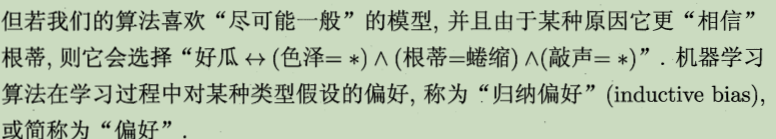 但若我们的算法喜欢“尽可能一般”的模型, 并且由于某种原因它更“相信”
根蒂, 则它会选择“好瓜 ↔ (色泽= *) ∧ (根蒂=蜷缩) ∧(敲声= *)”. 机器学习
算法在学习过程中对某种类型假设的偏好, 称为“归纳偏好”(inductive bias),
或简称为“偏好”.